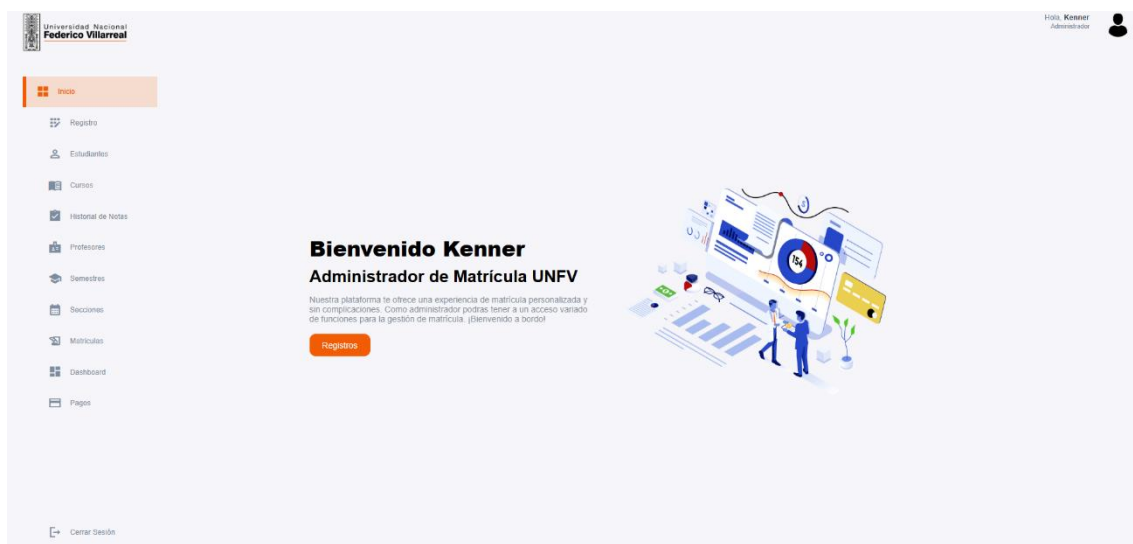 Universidad Nacional
Federico Villarreal
Hola, Kenner
Administrador
Inicio
Registro
Estudiantes
Cursos
Historial de Notas
Profesores
Semestres
Secciones
Matrículas
Dashboard
Pagos
Cerrar Sesión
Bienvenido Kenner
Administrador de Matrícula UNFV
Nuestra plataforma te ofrece una experiencia de matrícula personalizada y
sin complicaciones. Como administrador podras tener a un acceso variado
de funciones para la gestión de matrícula. ¡Bienvenido a bordo!
Registros
154